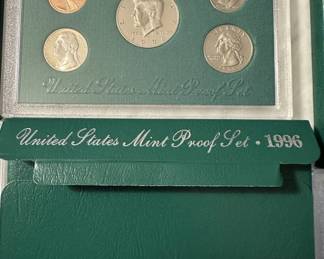 United States Mint Proof Set
United States Mint Proof Set • 1996